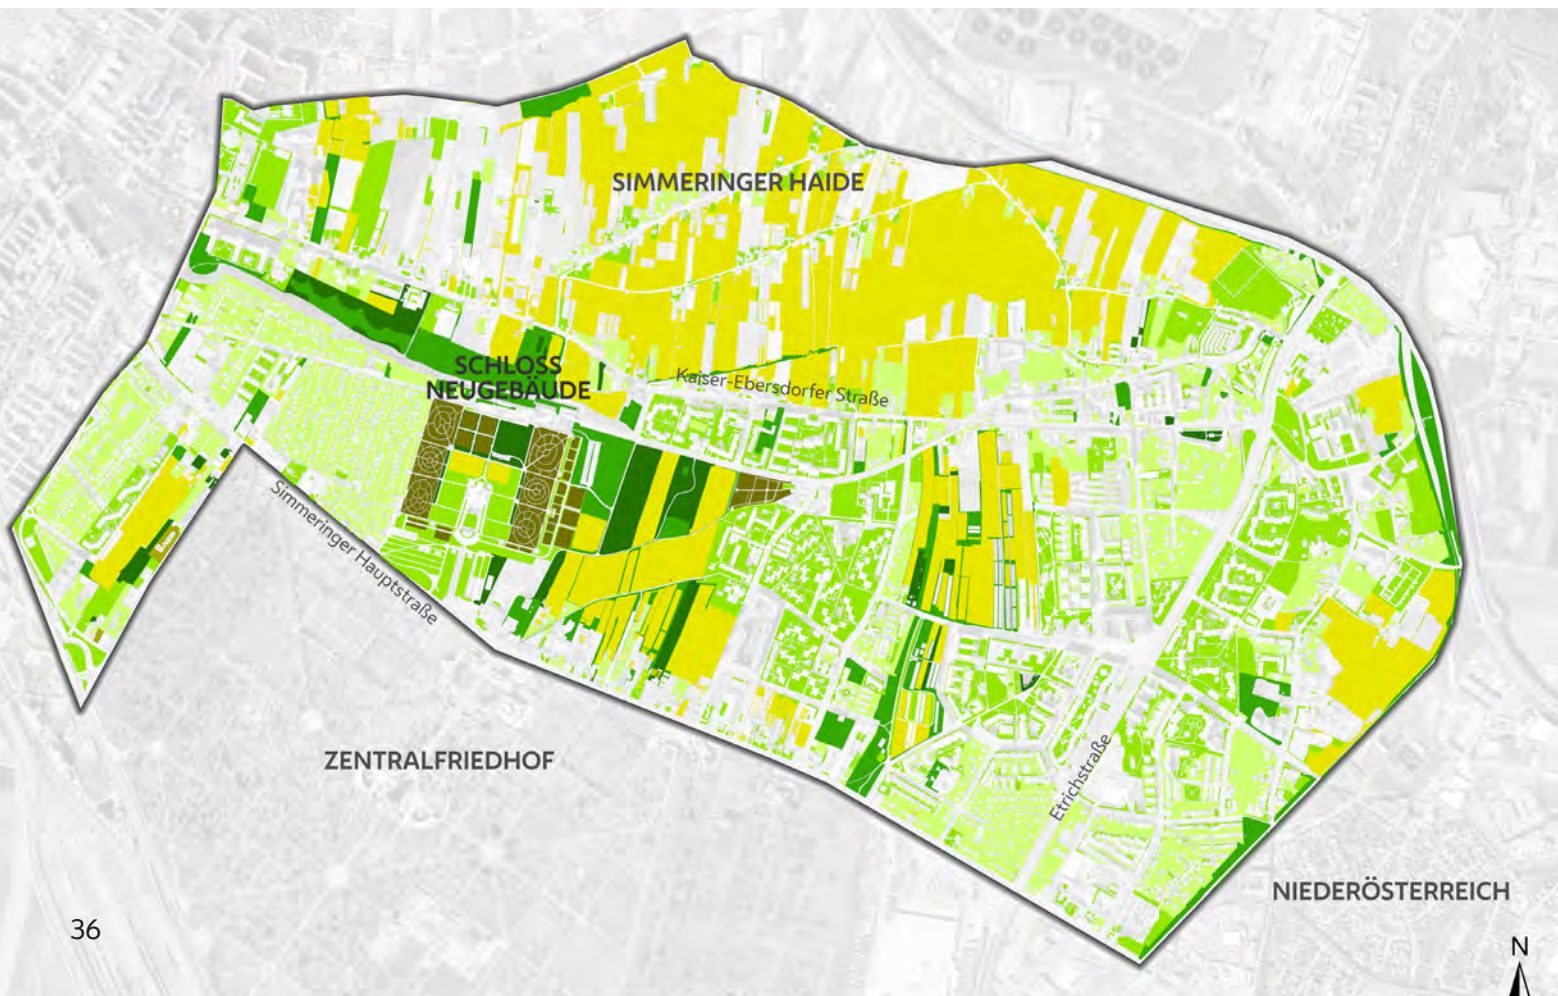 SIMMERINGER HAIDE
SCHLOSS
NEUGEBÄUDE
Kaiser-Ebersdorfer Straße
Simmeringer Hauptstraße
ZENTRALFRIEDHOF
Etrichstraße
NIEDERÖSTERREICH
36
N